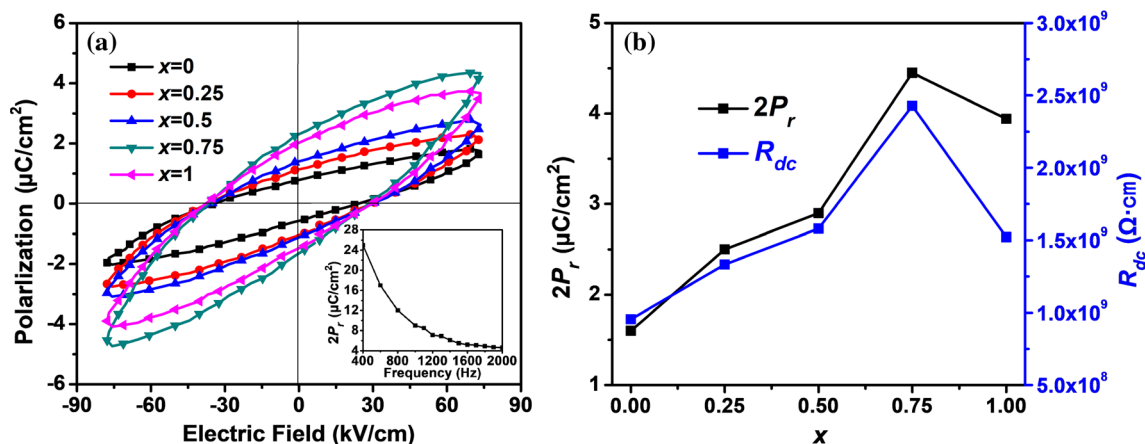 (a)
x=0
x=0.25
x=0.5
x=0.75
x=1
6
4
2
0
-2
-4
-6
Polarization (μC/cm²)
-90
-60
-30
0
30
60
90
Electric Field (kV/cm)
28
24
20
16
12
8
4
2Pr (μC/cm²)
400
800
1200
1600
2000
Frequency (Hz)
(b)
2Pr
Rdc
5
4
3
2
1
2Pr (μC/cm²)
0.00
0.25
0.50
0.75
1.00
x
3.0x10⁹
2.5x10⁹
2.0x10⁹
1.5x10⁹
1.0x10⁹
5.0x10⁸
Rdc (Ω·cm)